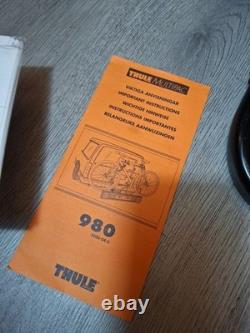 THULE MULTIPAC
VIKTIGA ANVISNINGAR
IMPORTANT INSTRUCTIONS
WICHTIGE HINWEISE
INSTRUCTIONS IMPORTANTES
BELANGRIJKE AANWIJZINGEN
980
THULE